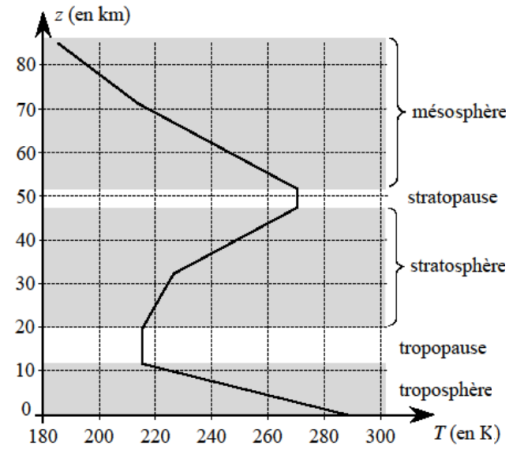 z (en km)
80
70
60
50
40
30
20
10
0
180
200
220
240
260
280
300
T (en K)
mésosphère
stratopause
stratosphère
tropopause
troposphère